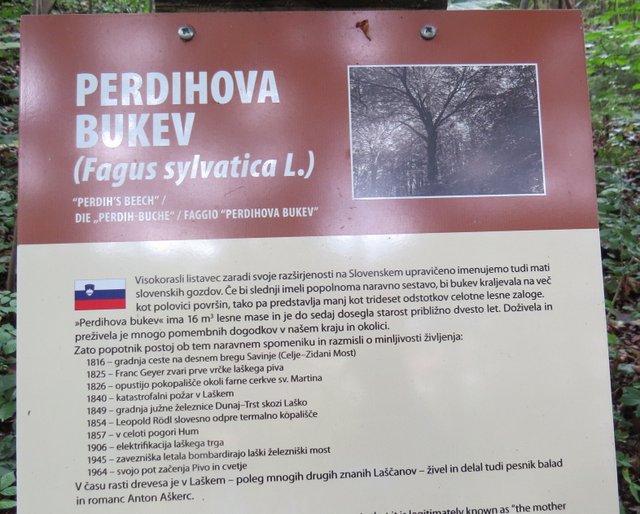 PERDIHOVA
BUKEV
(Fagus sylvatica L.)
"PERDIH'S BEECH" /
DIE „PERDIH-BUCHE" / FAGGIO "PERDIHOVA BUKEV"
Visokorasli listavec zaradi svoje razširjenosti na Slovenskem upravičeno imenujemo tudi mati
slovenskih gozdov. Če bi slednji imeli popolnoma naravno sestavo, bi bukev kraljevala na več
kot polovici površin, tako pa predstavlja manj kot trideset odstotkov celotne lesne zaloge.
»Perdihova bukev« ima 16 m³ lesne mase in je do sedaj dosegla starost približno dvesto let. Doživela in
preživela je mnogo pomembnih dogodkov v našem kraju in okolici.
Zato popotnik postoj ob tem naravnem spomeniku in razmisli o minljivosti življenja:
1816 – gradnja ceste na desnem bregu Savinje (Celje–Zidani Most)
1825 – Franc Geyer zvari prve vrčke laškega piva
1826 – opustijo pokopališče okoli farne cerkve sv. Martina
1840 – katastrofalni požar v Laškem
1849 – gradnja južne železnice Dunaj–Trst skozi Laško
1854 – Leopold Rödl slovesno odpre termalno kopališče
1857 – v celoti pogori Hum
1906 – elektrifikacija laškega trga
1945 – zavezniška letala bombardirajo laški železniški most
1964 – svojo pot začenja Pivo in cvetje
V času rasti drevesa je v Laškem – poleg mnogih drugih znanih Laščanov – živel in delal tudi pesnik balad
in romanc Anton Aškerc.
it is legitimately known as "the mother